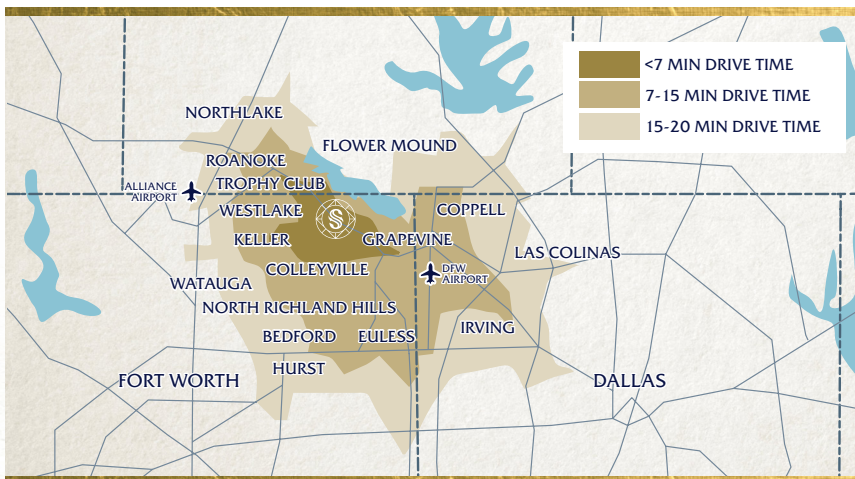 <7 MIN DRIVE TIME
7-15 MIN DRIVE TIME
15-20 MIN DRIVE TIME
NORTHLAKE
FLOWER MOUND
ROANOKE
TROPHY CLUB
ALLIANCE
AIRPORT
WESTLAKE
S
COPPELL
KELLER
GRAPEVINE
LAS COLINAS
COLLEYVILLE
DFW
AIRPORT
WATAUGA
NORTH RICHLAND HILLS
BEDFORD
EULESS
IRVING
HURST
FORT WORTH
DALLAS